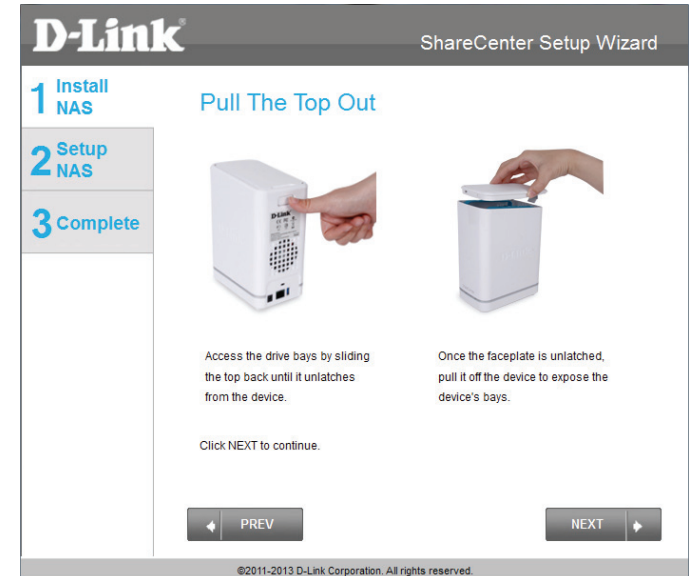 D-Link®
ShareCenter Setup Wizard
1 Install
NAS
2 Setup
NAS
3 Complete
Pull The Top Out
D-Link
Access the drive bays by sliding
the top back until it unlatches
from the device.
Once the faceplate is unlatched,
pull it off the device to expose the
device's bays.
Click NEXT to continue.
PREV
NEXT
©2011-2013 D-Link Corporation. All rights reserved.